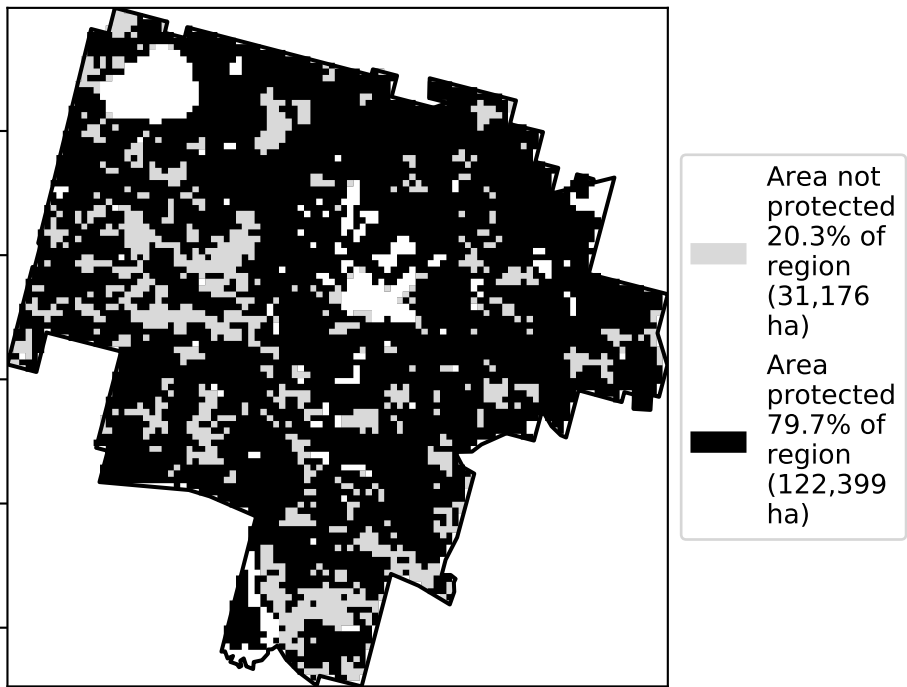 Area not
protected
20.3% of
region
(31,176
ha)
Area
protected
79.7% of
region
(122,399
ha)